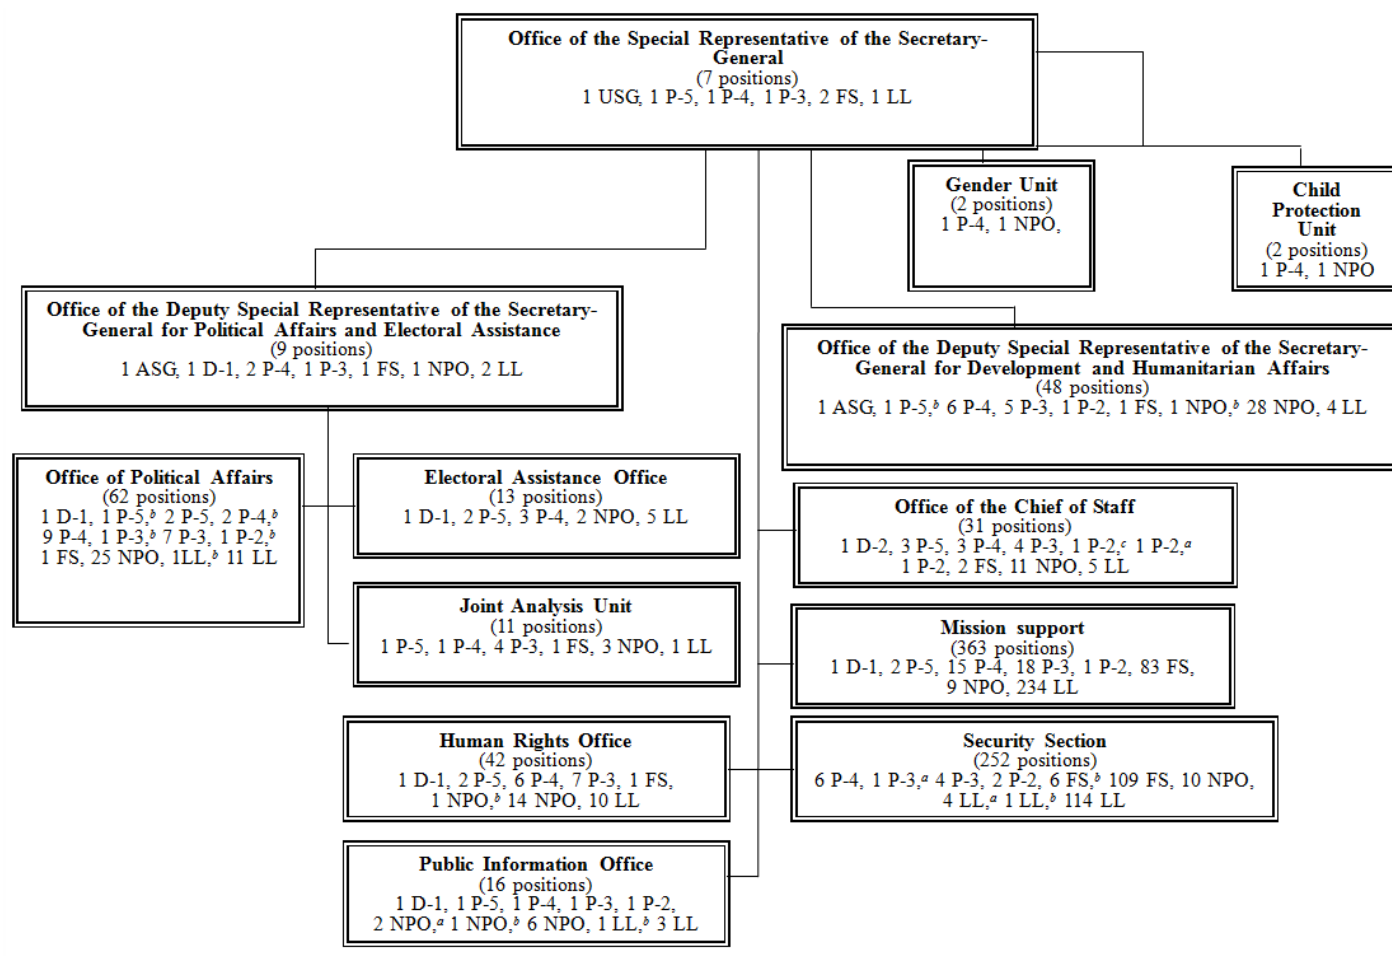 Office of the Special Representative of the Secretary-
General
(7 positions)
1 USG, 1 P-5, 1 P-4, 1 P-3, 2 FS, 1 LL
Gender Unit
(2 positions)
1 P-4, 1 NPO,
Child
Protection
Unit
(2 positions)
1 P-4, 1 NPO
Office of the Deputy Special Representative of the Secretary-
General for Political Affairs and Electoral Assistance
(9 positions)
1 ASG, 1 D-1, 2 P-4, 1 P-3, 1 FS, 1 NPO, 2 LL
Office of the Deputy Special Representative of the Secretary-
General for Development and Humanitarian Affairs
(48 positions)
1 ASG, 1 P-5,ᵇ 6 P-4, 5 P-3, 1 P-2, 1 FS, 1 NPO,ᵇ 28 NPO, 4 LL
Office of Political Affairs
(62 positions)
1 D-1, 1 P-5,ᵇ 2 P-5, 2 P-4,ᵇ
9 P-4, 1 P-3,ᵇ 7 P-3, 1 P-2,ᵇ
1 FS, 25 NPO, 1LL,ᵇ 11 LL
Electoral Assistance Office
(13 positions)
1 D-1, 2 P-5, 3 P-4, 2 NPO, 5 LL
Office of the Chief of Staff
(31 positions)
1 D-2, 3 P-5, 3 P-4, 4 P-3, 1 P-2,ᶜ 1 P-2,ᵃ
1 P-2, 2 FS, 11 NPO, 5 LL
Joint Analysis Unit
(11 positions)
1 P-5, 1 P-4, 4 P-3, 1 FS, 3 NPO, 1 LL
Mission support
(363 positions)
1 D-1, 2 P-5, 15 P-4, 18 P-3, 1 P-2, 83 FS,
9 NPO, 234 LL
Human Rights Office
(42 positions)
1 D-1, 2 P-5, 6 P-4, 7 P-3, 1 FS,
1 NPO,ᵇ 14 NPO, 10 LL
Security Section
(252 positions)
6 P-4, 1 P-3,ᵃ 4 P-3, 2 P-2, 6 FS,ᵇ 109 FS, 10 NPO,
4 LL,ᵃ 1 LL,ᵇ 114 LL
Public Information Office
(16 positions)
1 D-1, 1 P-5, 1 P-4, 1 P-3, 1 P-2,
2 NPO,ᵃ 1 NPO,ᵇ 6 NPO, 1 LL,ᵇ 3 LL